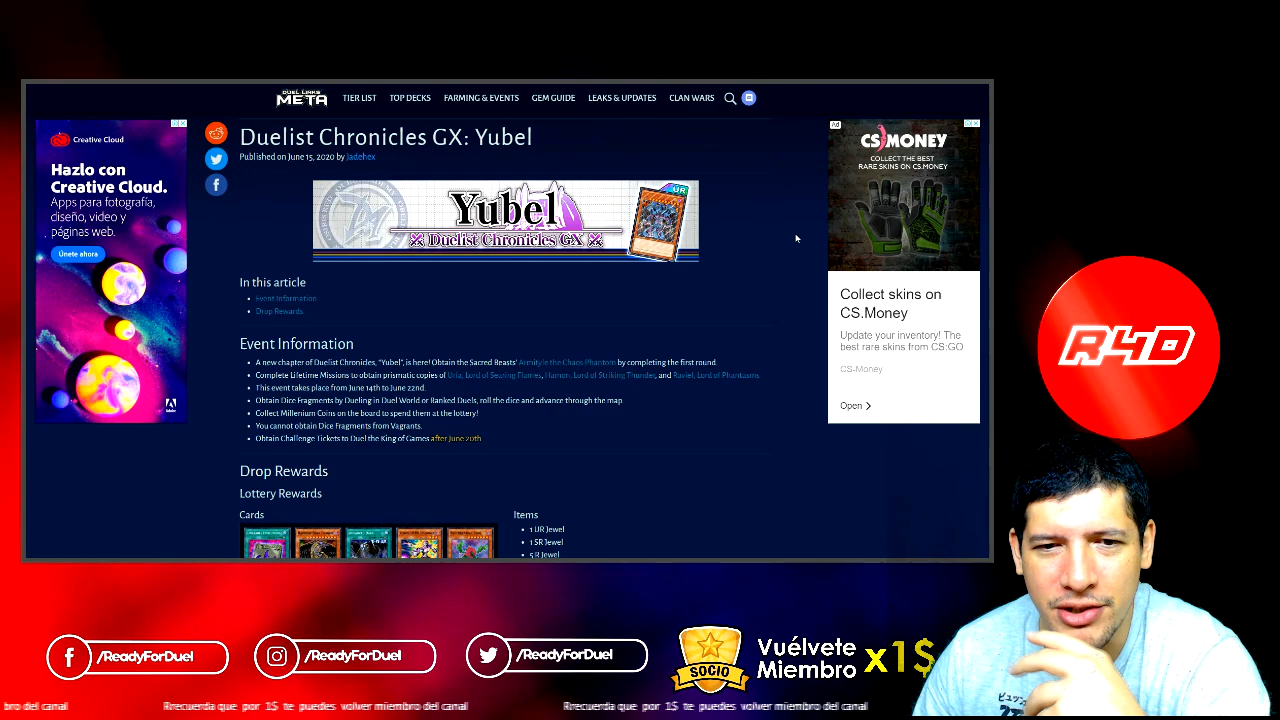 DUEL LINKS
META
TIER LIST
TOP DECKS
FARMING & EVENTS
GEM GUIDE
LEAKS & UPDATES
CLAN WARS
Creative Cloud
Hazlo con
Creative Cloud.
Apps para fotografía,
diseño, video y
páginas web.
Únete ahora
Duelist Chronicles GX: Yubel
Published on June 15, 2020 by Jadehex
Yubel
Duelist Chronicles GX
UR
In this article
Event Information
Drop Rewards
Event Information
A new chapter of Duelist Chronicles, "Yubel", is here! Obtain the Sacred Beasts' Armityle the Chaos Phantom by completing the first round.
Complete Lifetime Missions to obtain prismatic copies of Uria, Lord of Searing Flames, Hamon, Lord of Striking Thunder, and Raviel, Lord of Phantasms
This event takes place from June 14th to June 22nd.
Obtain Dice Fragments by Dueling in Duel World or Ranked Duels, roll the dice and advance through the map.
Collect Millenium Coins on the board to spend them at the lottery!
You cannot obtain Dice Fragments from Vagrants.
Obtain Challenge Tickets to Duel the King of Games after June 20th
Drop Rewards
Lottery Rewards
Cards
Items
1 UR Jewel
1 SR Jewel
5 R Jewel
Ad
CS.MONEY
COLLECT THE BEST
RARE SKINS ON CS.MONEY
Collect skins on
CS.Money
Update your inventory! The
best rare skins from CS:GO
CS-Money
Open
R4D
/ReadyForDuel
/ReadyForDuel
/ReadyForDuel
SOCIO
Vuélvete
Miembro
x1$
bro del canal
Rrecuerda que por 1$ te puedes volver miembro del canal
Rrecuerda que por 1$ te puedes volver miembro del canal